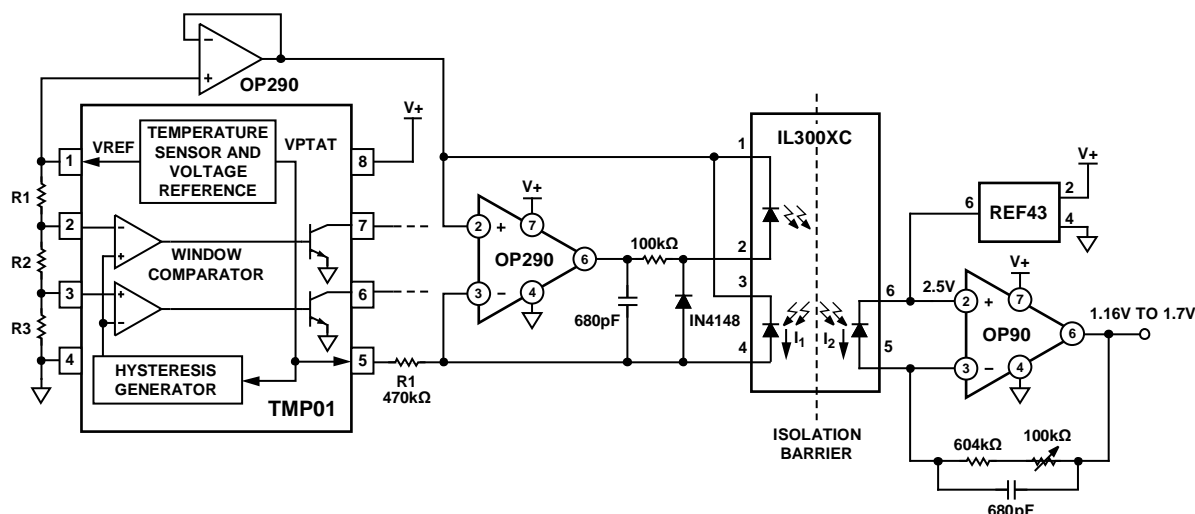 −
+
OP290
V+
TEMPERATURE
SENSOR AND
VOLTAGE
REFERENCE
VREF
VPTAT
1
8
R1
2
7
−
+
WINDOW
COMPARATOR
R2
3
6
+
−
R3
4
5
HYSTERESIS
GENERATOR
TMP01
R1
470kΩ
V+
2
+
7
OP290
6
3
−
4
100kΩ
680pF
IN4148
IL300XC
1
2
3
4
I1
I2
6
5
ISOLATION
BARRIER
V+
6
REF43
2
4
2.5V
V+
2
+
7
OP90
6
3
−
4
1.16V TO 1.7V
604kΩ
100kΩ
680pF